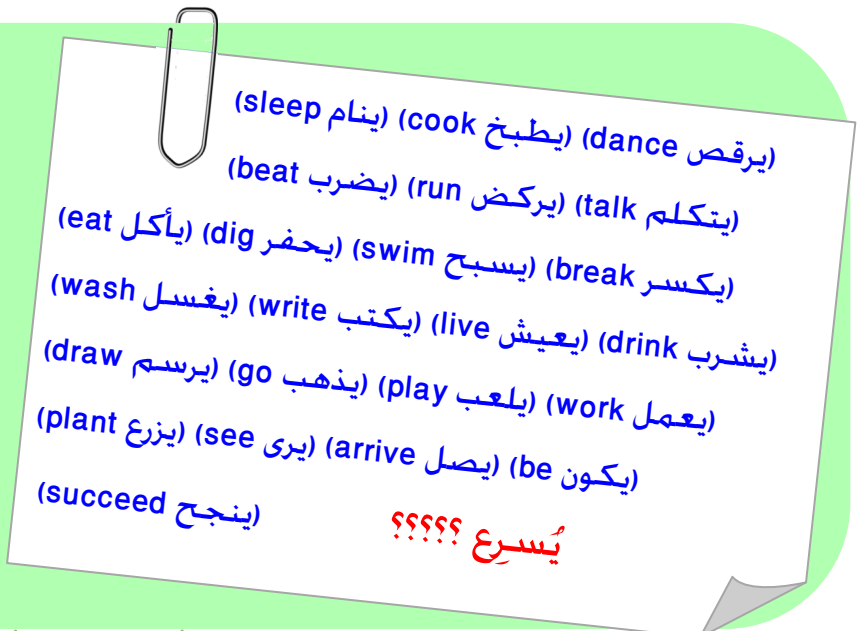 (يرقص dance) (يطبخ cook) (ينام sleep)
(يتكلم talk) (يركض run) (يضرب beat)
(يكسر break) (يسبح swim) (يحفر dig) (يأكل eat)
(يشرب drink) (يعيش live) (يكتب write) (يغسل wash)
(يعمل work) (يلعب play) (يذهب go) (يرسم draw)
(يكون be) (يصل arrive) (يرى see) (يزرع plant)
(ينجح succeed)
يُسرِع ؟؟؟؟؟